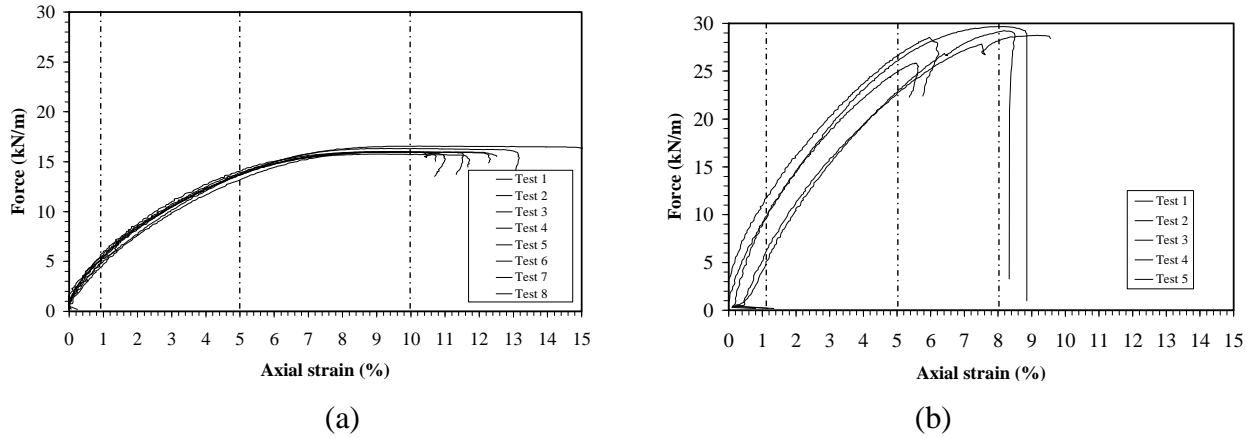 30
25
20
15
10
5
0
Force (kN/m)
0 1 2 3 4 5 6 7 8 9 10 11 12 13 14 15
Axial strain (%)
Test 1
Test 2
Test 3
Test 4
Test 5
Test 6
Test 7
Test 8
(a)
30
25
20
15
10
5
0
Force (kN/m)
0 1 2 3 4 5 6 7 8 9 10 11 12 13 14 15
Axial strain (%)
Test 1
Test 2
Test 3
Test 4
Test 5
(b)